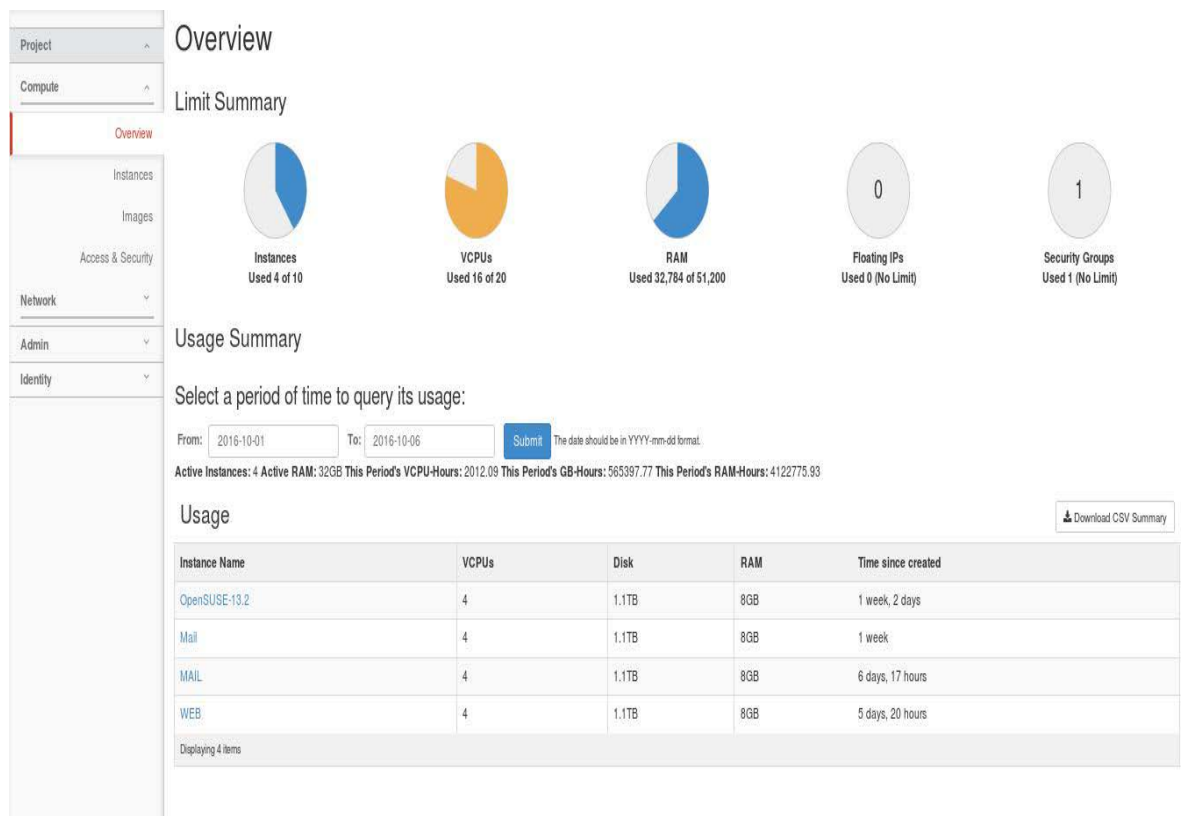 Project
Compute
Overview
Instances
Images
Access & Security
Network
Admin
Identity
Overview
Limit Summary
Instances
Used 4 of 10
VCPUs
Used 16 of 20
RAM
Used 32,784 of 51,200
0
Floating IPs
Used 0 (No Limit)
1
Security Groups
Used 1 (No Limit)
Usage Summary
Select a period of time to query its usage:
From: 2016-10-01 To: 2016-10-06 Submit The date should be in YYYY-mm-dd format.
Active Instances: 4 Active RAM: 32GB This Period's VCPU-Hours: 2012.09 This Period's GB-Hours: 565397.77 This Period's RAM-Hours: 4122775.93
Usage
Download CSV Summary
Instance Name VCPUs Disk RAM Time since created
OpenSUSE-13.2 4 1.1TB 8GB 1 week, 2 days
Mail 4 1.1TB 8GB 1 week
MAIL 4 1.1TB 8GB 6 days, 17 hours
WEB 4 1.1TB 8GB 5 days, 20 hours
Displaying 4 items